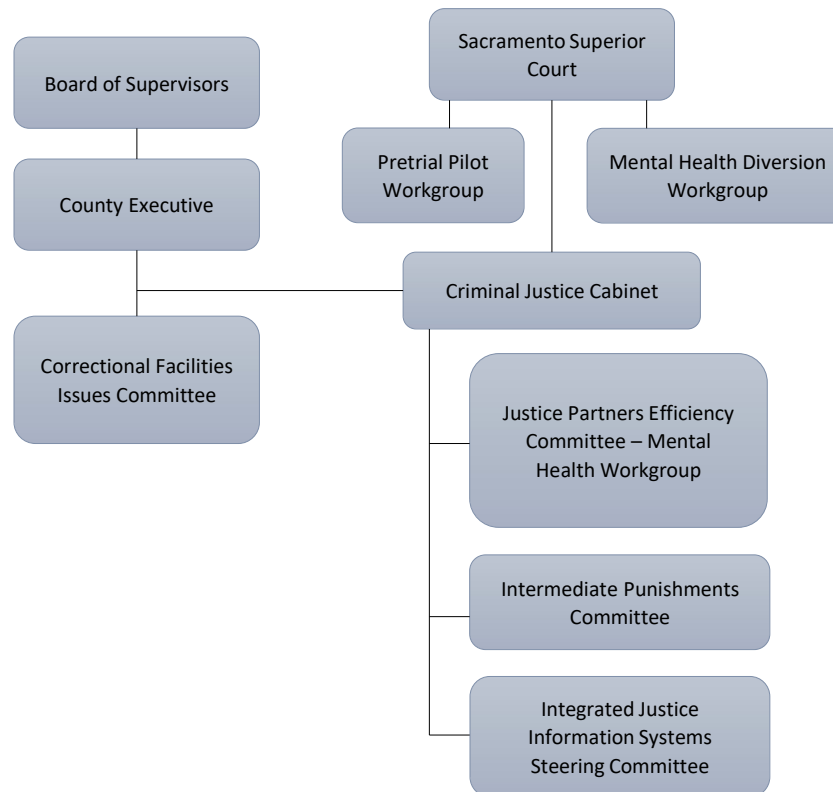 Board of Supervisors
County Executive
Correctional Facilities
Issues Committee
Sacramento Superior
Court
Pretrial Pilot
Workgroup
Mental Health Diversion
Workgroup
Criminal Justice Cabinet
Justice Partners Efficiency
Committee – Mental
Health Workgroup
Intermediate Punishments
Committee
Integrated Justice
Information Systems
Steering Committee